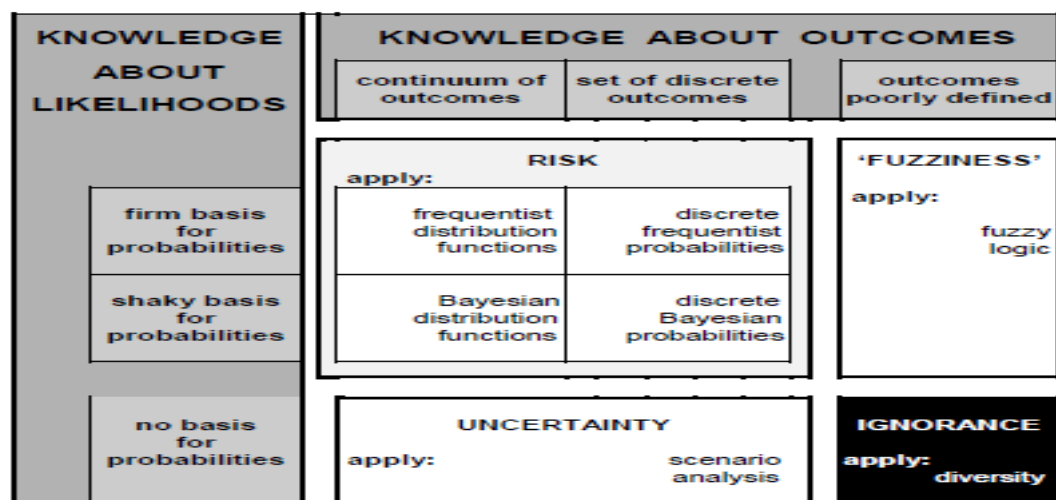 KNOWLEDGE
ABOUT
LIKELIHOODS
KNOWLEDGE ABOUT OUTCOMES
continuum of
outcomes
set of discrete
outcomes
outcomes
poorly defined
RISK
apply:
'FUZZINESS'
apply:
fuzzy
logic
firm basis
for
probabilities
frequentist
distribution
functions
discrete
frequentist
probabilities
shaky basis
for
probabilities
Bayesian
distribution
functions
discrete
Bayesian
probabilities
no basis
for
probabilities
UNCERTAINTY
apply:
scenario
analysis
IGNORANCE
apply:
diversity